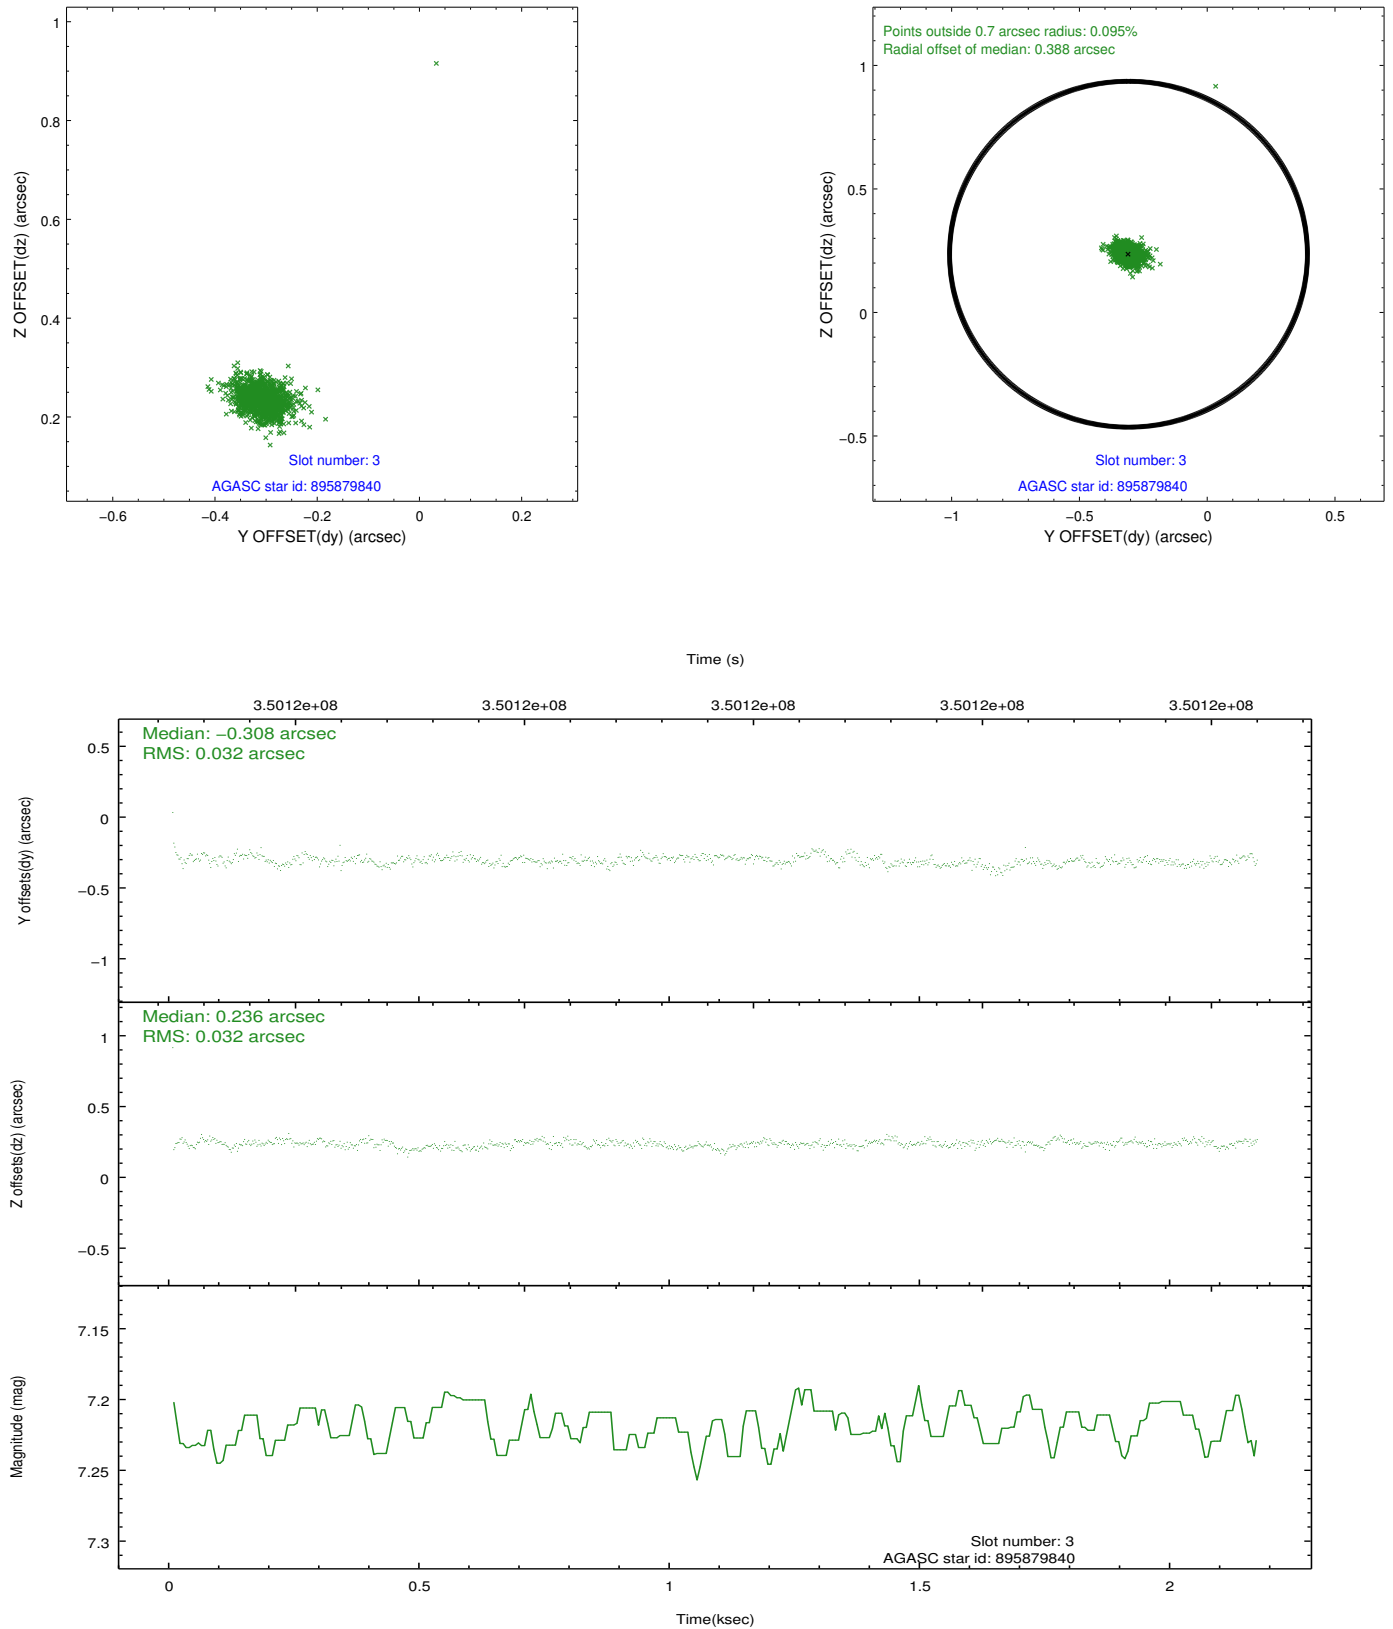 1
0.8
0.6
0.4
0.2
Z OFFSET(dz) (arcsec)
Slot number: 3
AGASC star id: 895879840
−0.6
−0.4
−0.2
0
0.2
Y OFFSET(dy) (arcsec)
Points outside 0.7 arcsec radius: 0.095%
Radial offset of median: 0.388 arcsec
1
0.5
0
−0.5
Z OFFSET(dz) (arcsec)
Slot number: 3
AGASC star id: 895879840
−1
−0.5
0
0.5
Y OFFSET(dy) (arcsec)
Time (s)
3.5012e+08
3.5012e+08
3.5012e+08
3.5012e+08
3.5012e+08
Median: −0.308 arcsec
RMS: 0.032 arcsec
0.5
0
−0.5
−1
Y offsets(dy) (arcsec)
Median: 0.236 arcsec
RMS: 0.032 arcsec
1
0.5
0
−0.5
Z offsets(dz) (arcsec)
7.15
7.2
7.25
7.3
Magnitude (mag)
Slot number: 3
AGASC star id: 895879840
0
0.5
1
1.5
2
Time(ksec)